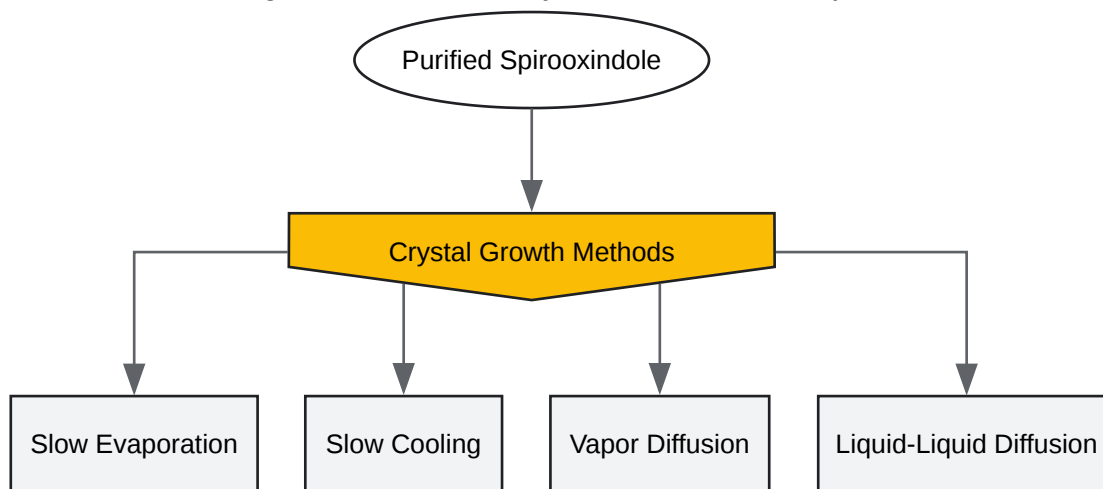 Purified Spirooxindole
Crystal Growth Methods
Slow Evaporation
Slow Cooling
Vapor Diffusion
Liquid-Liquid Diffusion